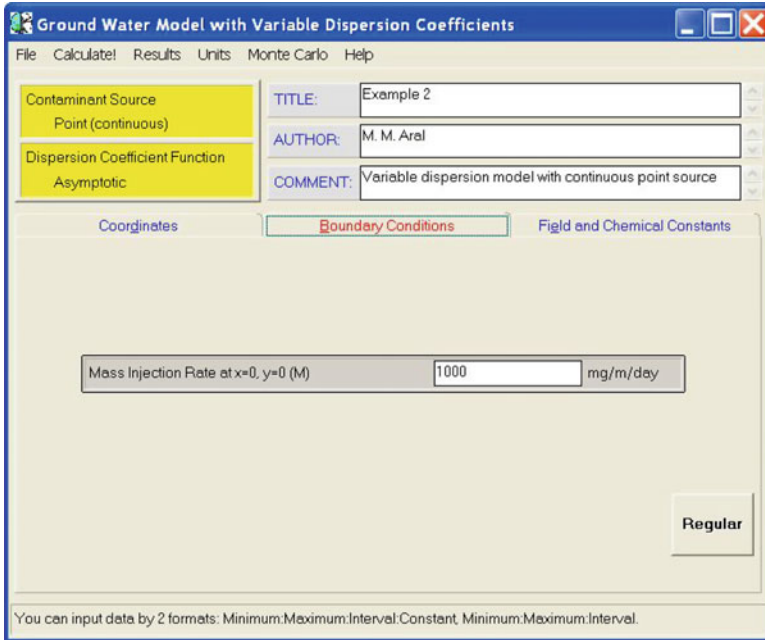 Ground Water Model with Variable Dispersion Coefficients
File Calculate! Results Units Monte Carlo Help
Contaminant Source
Point (continuous)
Dispersion Coefficient Function
Asymptotic
TITLE: Example 2
AUTHOR: M. M. Aral
COMMENT: Variable dispersion model with continuous point source
Coordinates Boundary Conditions Field and Chemical Constants
Mass Injection Rate at x=0, y=0 (M) 1000 mg/m/day
Regular
You can input data by 2 formats: Minimum:Maximum:Interval:Constant, Minimum:Maximum:Interval.